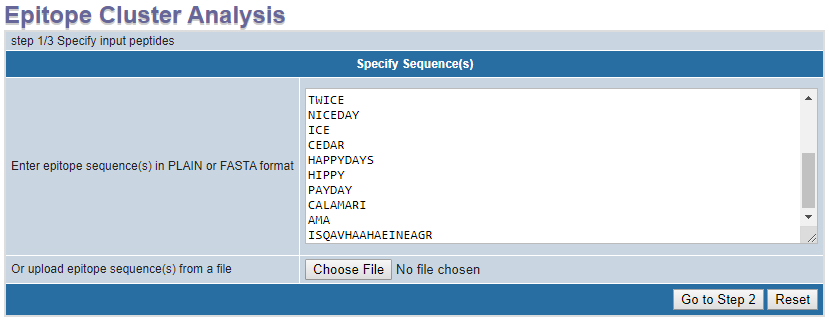 Epitope Cluster Analysis
step 1/3 Specify input peptides
Specify Sequence(s)
Enter epitope sequence(s) in PLAIN or FASTA format
TWICE
NICEDAY
ICE
CEDAR
HAPPYDAYS
HIPPY
PAYDAY
CALAMARI
AMA
ISQAVHAAHAEINEAGR
Or upload epitope sequence(s) from a file
Choose File No file chosen
Go to Step 2 Reset